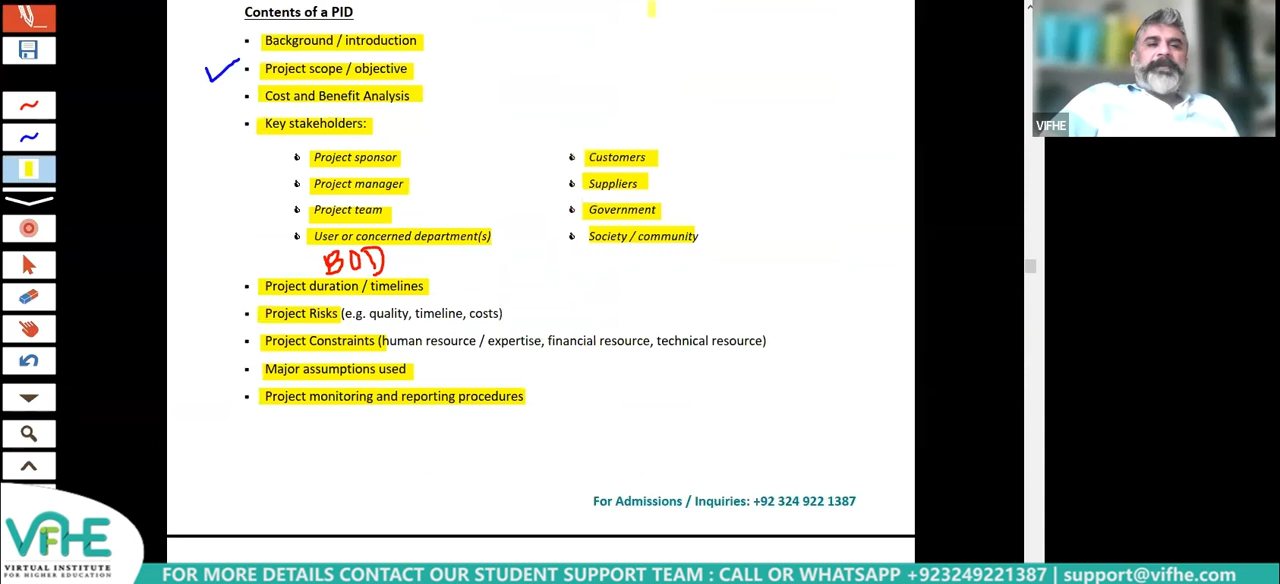 Contents of a PID
Background / introduction
Project scope / objective
Cost and Benefit Analysis
Key stakeholders:
Project sponsor
Project manager
Project team
User or concerned department(s)
Customers
Suppliers
Government
Society / community
BOD
Project duration / timelines
Project Risks (e.g. quality, timeline, costs)
Project Constraints (human resource / expertise, financial resource, technical resource)
Major assumptions used
Project monitoring and reporting procedures
For Admissions / Inquiries: +92 324 922 1387
VIFHE
VIFHE
VIRTUAL INSTITUTE
FOR HIGHER EDUCATION
FOR MORE DETAILS CONTACT OUR STUDENT SUPPORT TEAM : CALL OR WHATSAPP +923249221387 | support@vifhe.com